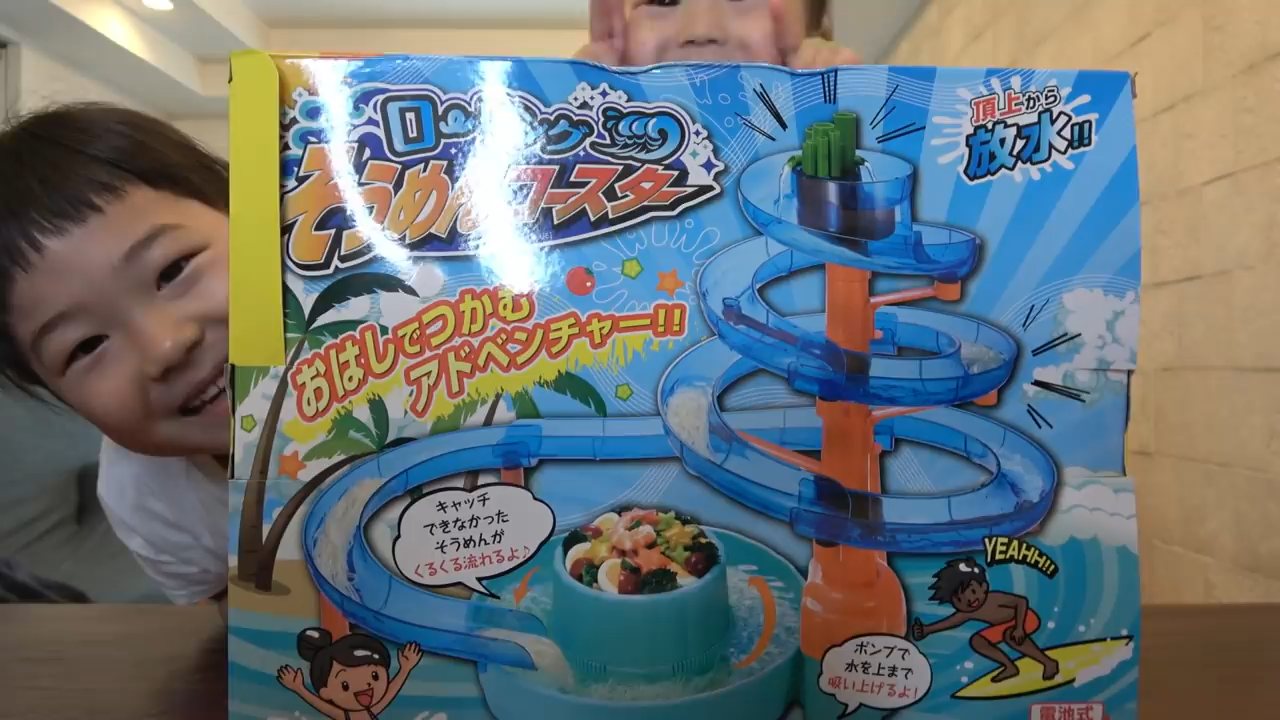 そうめんコースター
頂上から
放水!!
おはしでつかむ
アドベンチャー!!
キャッチ
できなかった
そうめんが
くるくる流れるよ♪
YEAHH!!
ポンプで
水を上まで
吸い上げるよ!
電池式